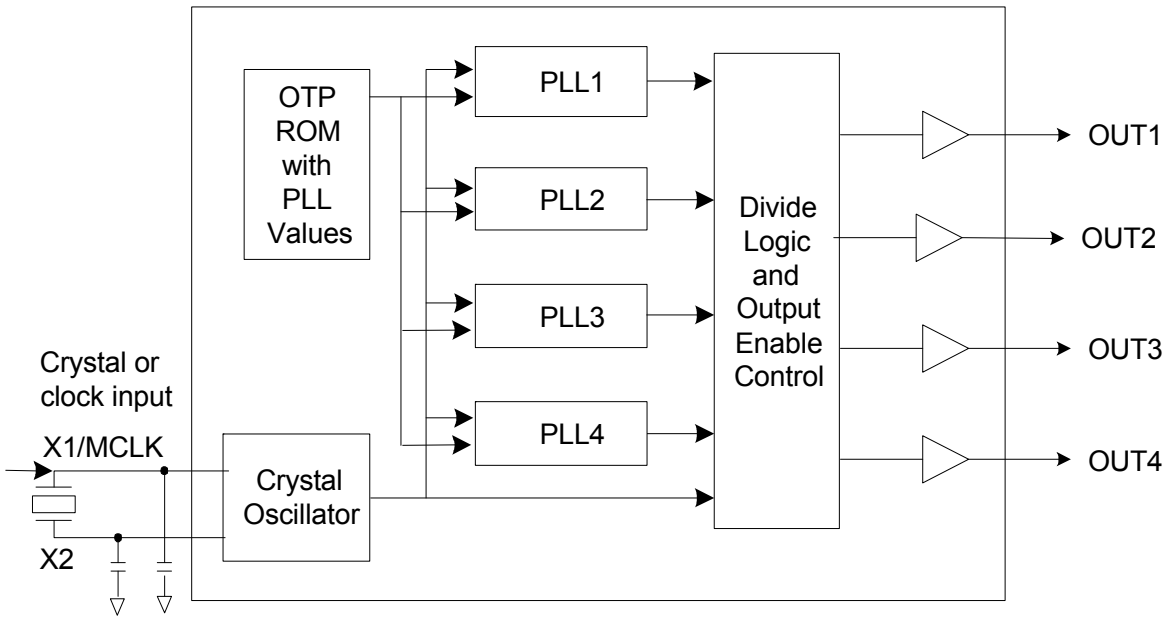 OTP
ROM
with
PLL
Values
PLL1
PLL2
PLL3
PLL4
Divide
Logic
and
Output
Enable
Control
OUT1
OUT2
OUT3
OUT4
Crystal or
clock input
X1/MCLK
X2
Crystal
Oscillator